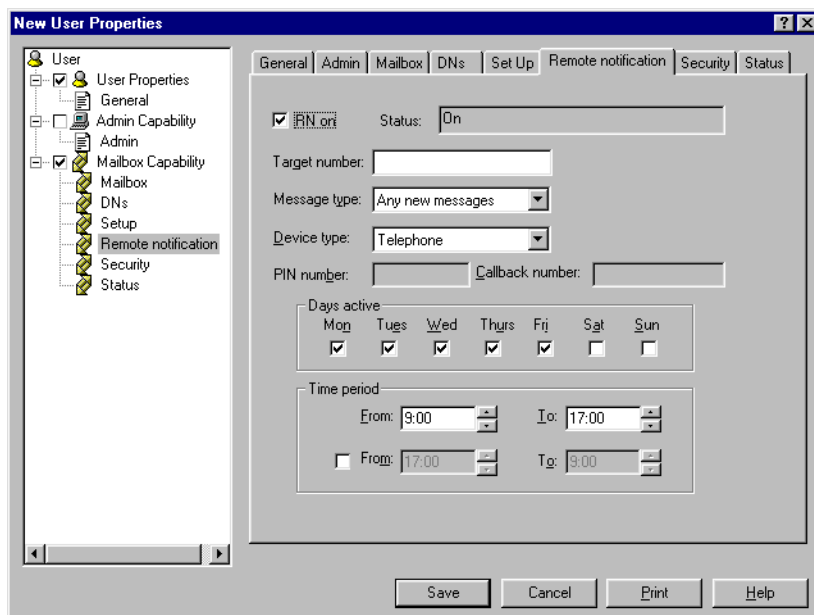 New User Properties
User
User Properties
General
Admin Capability
Admin
Mailbox Capability
Mailbox
DNs
Setup
Remote notification
Security
Status
General Admin Mailbox DNs Set Up Remote notification Security Status
RN on Status: On
Target number:
Message type: Any new messages
Device type: Telephone
PIN number: Callback number:
Days active
Mon Tues Wed Thurs Fri Sat Sun
Time period
From: 9:00 To: 17:00
From: 17:00 To: 9:00
Save Cancel Print Help